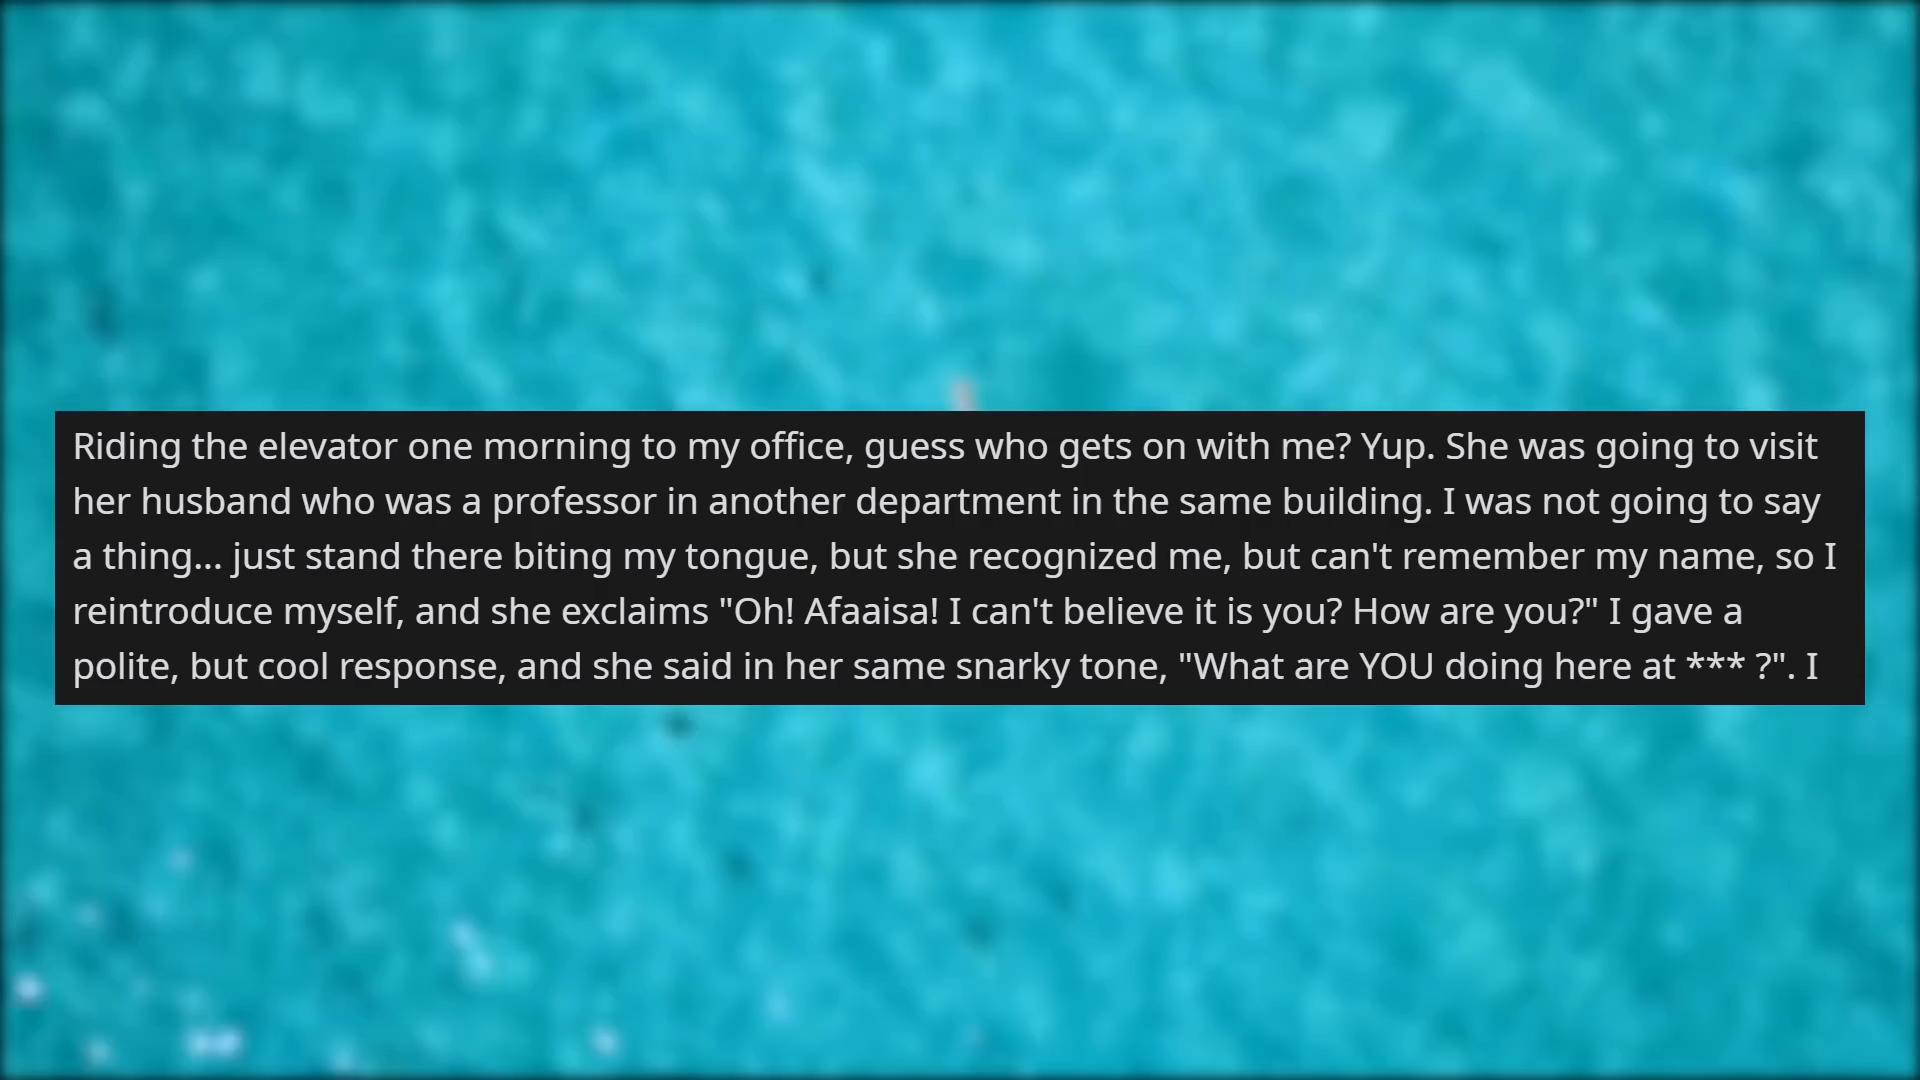 Riding the elevator one morning to my office, guess who gets on with me? Yup. She was going to visit
her husband who was a professor in another department in the same building. I was not going to say
a thing... just stand there biting my tongue, but she recognized me, but can't remember my name, so I
reintroduce myself, and she exclaims "Oh! Afaaisa! I can't believe it is you? How are you?" I gave a
polite, but cool response, and she said in her same snarky tone, "What are YOU doing here at *** ?". I